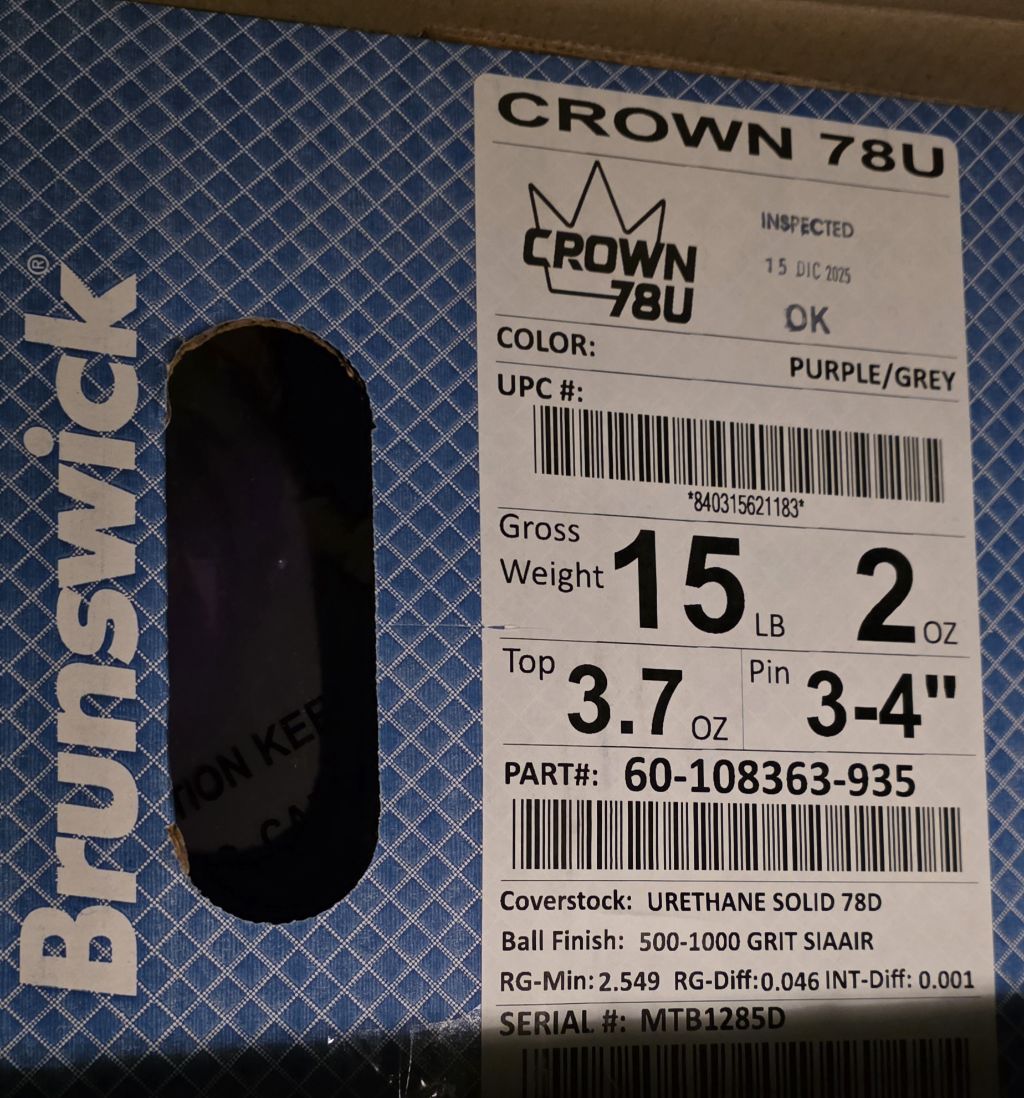 Brunswick®
CROWN 78U
CROWN
78U
INSPECTED
15 DIC 2025
OK
COLOR: PURPLE/GREY
UPC #:
*840315621183*
Gross Weight 15 LB 2 OZ
Top 3.7 OZ Pin 3-4"
PART#: 60-108363-935
Coverstock: URETHANE SOLID 78D
Ball Finish: 500-1000 GRIT SIAAIR
RG-Min: 2.549 RG-Diff:0.046 INT-Diff: 0.001
SERIAL #: MTB1285D